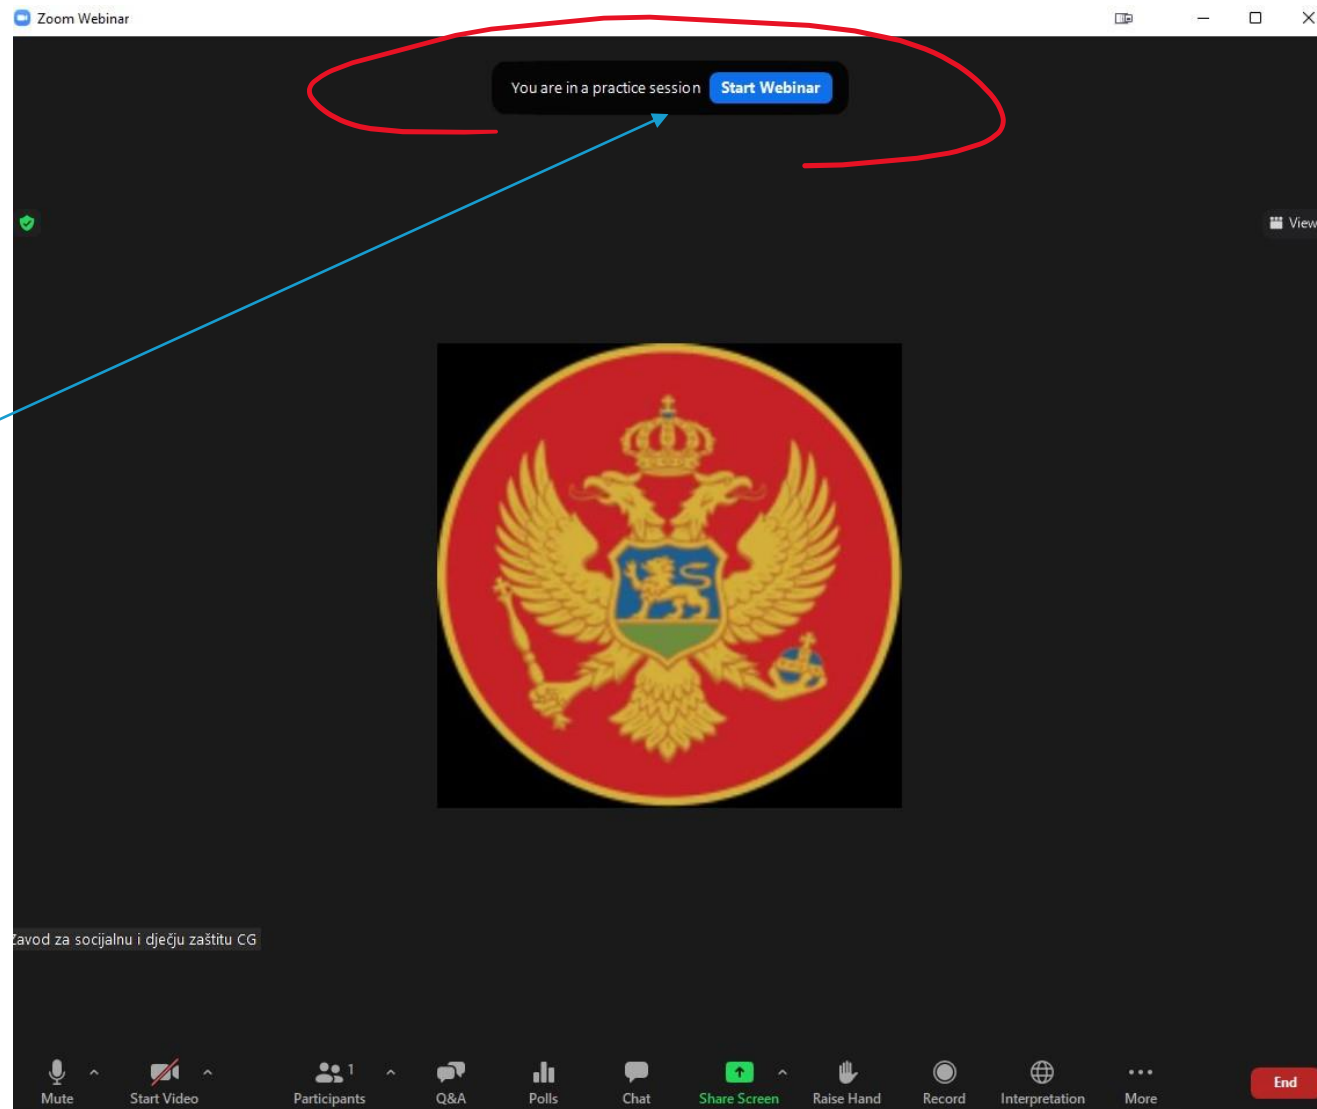 Zoom Webinar
You are in a practice session Start Webinar
View
Zavod za socijalnu i dječju zaštitu CG
1
Mute Start Video Participants Q&A Polls Chat Share Screen Raise Hand Record Interpretation More End